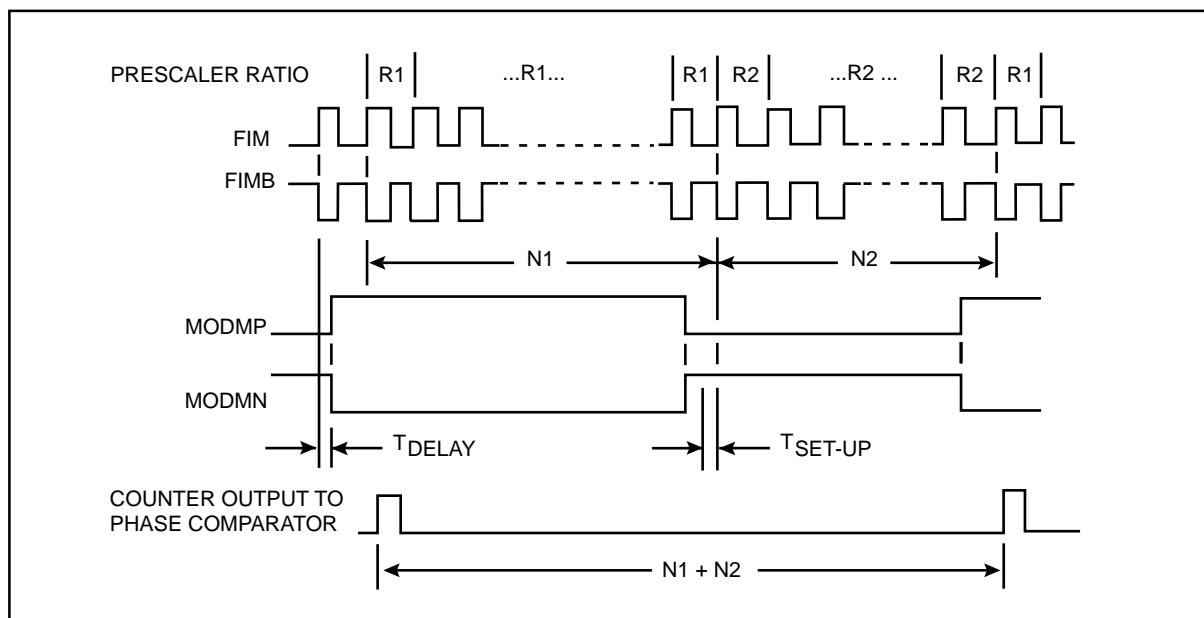 PRESCALER RATIO R1 ...R1... R1 R2 ...R2 ... R2 R1
FIM
FIMB
N1 N2
MODMP
MODMN
TDELAY TSET-UP
COUNTER OUTPUT TO
PHASE COMPARATOR
N1 + N2